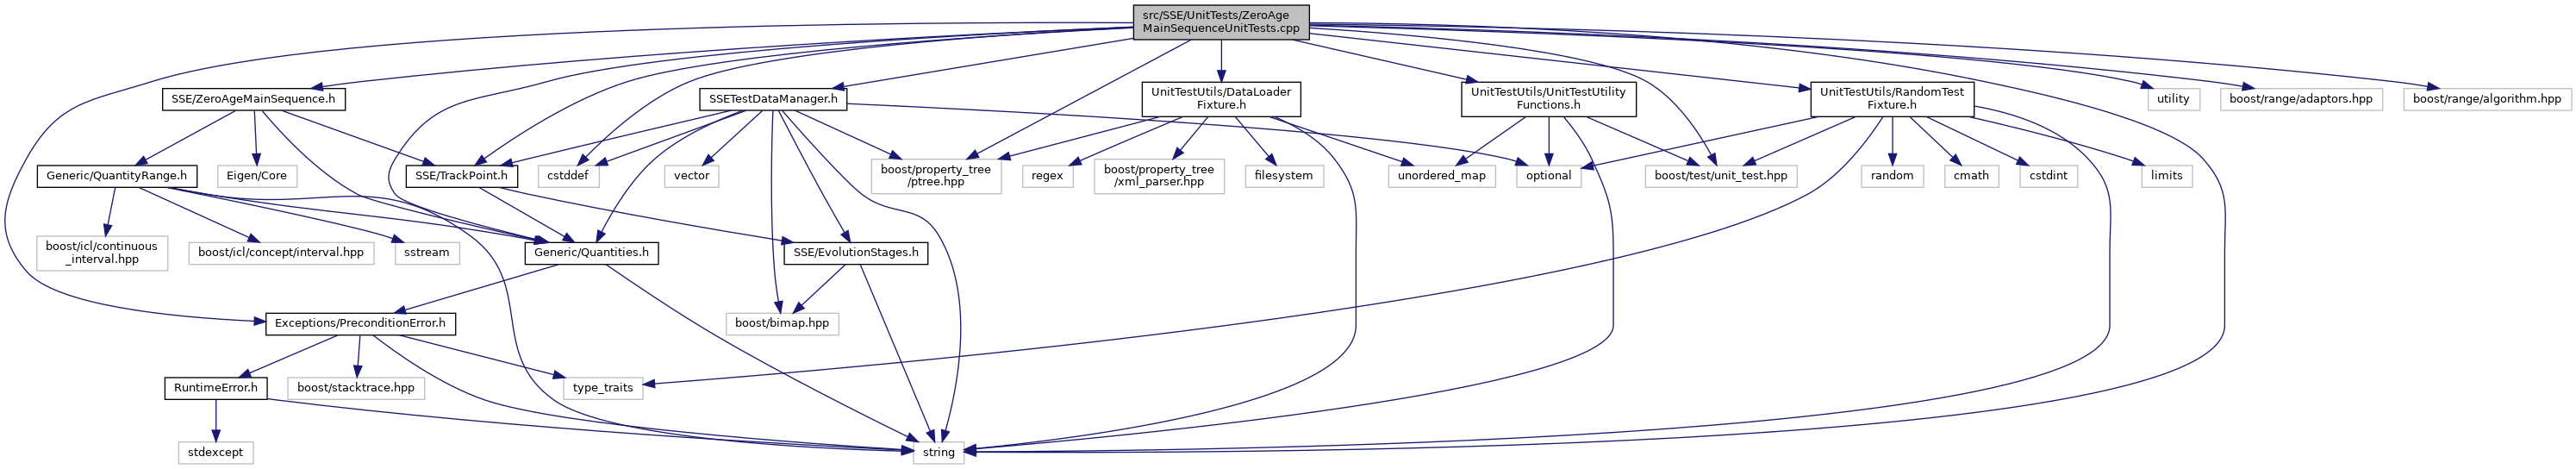 src/SSE/UnitTests/ZeroAge
MainSequenceUnitTests.cpp
SSE/ZeroAgeMainSequence.h
SSETestDataManager.h
UnitTestUtils/DataLoader
Fixture.h
UnitTestUtils/UnitTestUtility
Functions.h
UnitTestUtils/RandomTest
Fixture.h
utility
boost/range/adaptors.hpp
boost/range/algorithm.hpp
Generic/QuantityRange.h
Eigen/Core
SSE/TrackPoint.h
cstddef
vector
boost/property_tree
/ptree.hpp
regex
boost/property_tree
/xml_parser.hpp
filesystem
unordered_map
optional
boost/test/unit_test.hpp
random
cmath
cstdint
limits
boost/icl/continuous
_interval.hpp
boost/icl/concept/interval.hpp
sstream
Generic/Quantities.h
SSE/EvolutionStages.h
Exceptions/PreconditionError.h
boost/bimap.hpp
RuntimeError.h
boost/stacktrace.hpp
type_traits
stdexcept
string